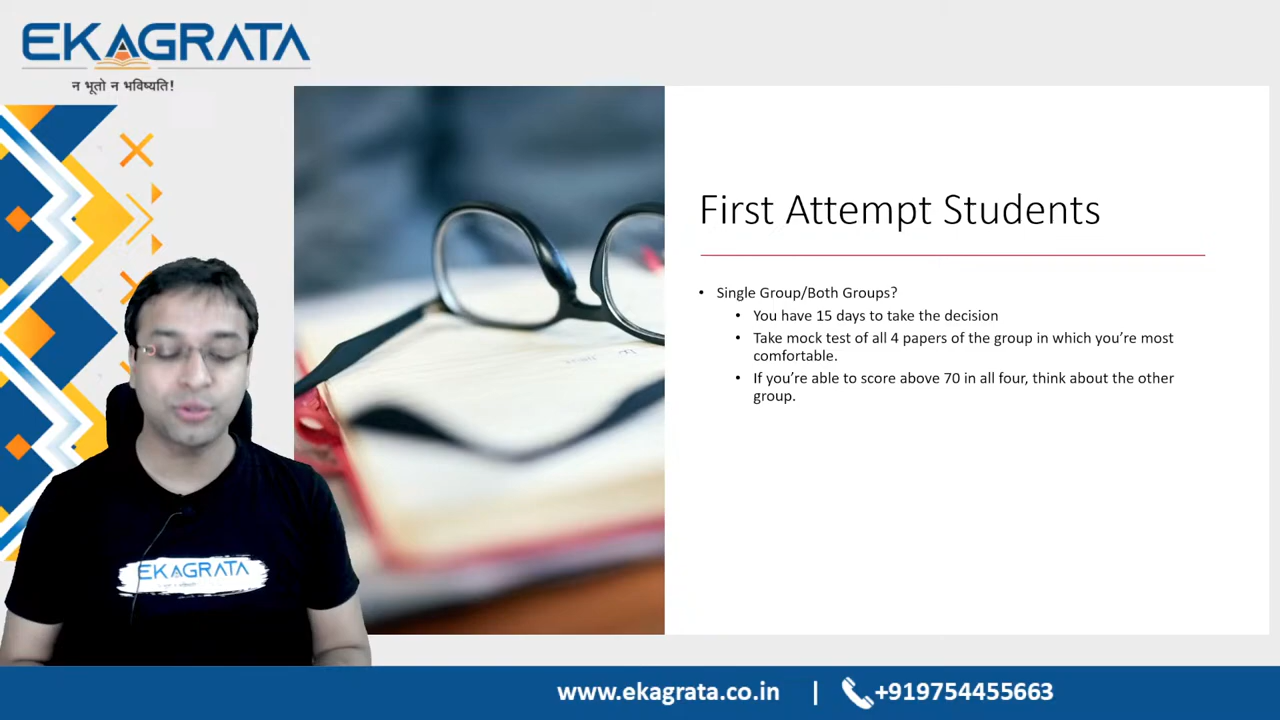 EKAGRATA
न भूतो न भविष्यति!
First Attempt Students
• Single Group/Both Groups?
• You have 15 days to take the decision
• Take mock test of all 4 papers of the group in which you’re most
comfortable.
• If you’re able to score above 70 in all four, think about the other
group.
EKAGRATA
www.ekagrata.co.in | +919754455663